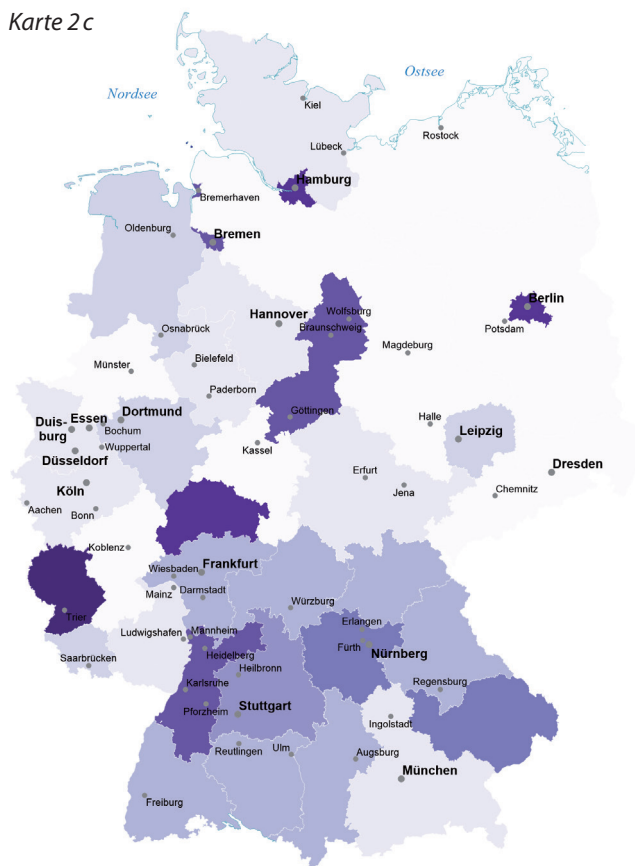 Karte 2c
Ostsee
Nordsee
Kiel
Rostock
Lübeck
Hamburg
Bremerhaven
Oldenburg
Bremen
Berlin
Wolfsburg
Hannover
Potsdam
Braunschweig
Osnabrück
Magdeburg
Bielefeld
Münster
Paderborn
Göttingen
Dortmund
Essen
Duis-
burg
Bochum
Halle
Leipzig
Wuppertal
Kassel
Düsseldorf
Dresden
Erfurt
Köln
Jena
Chemnitz
Aachen
Bonn
Koblenz
Frankfurt
Wiesbaden
Mainz
Darmstadt
Würzburg
Trier
Erlangen
Ludwigshafen
Mannheim
Fürth
Nürnberg
Heidelberg
Saarbrücken
Heilbronn
Regensburg
Karlsruhe
Pforzheim
Stuttgart
Ingolstadt
Reutlingen
Ulm
Augsburg
München
Freiburg